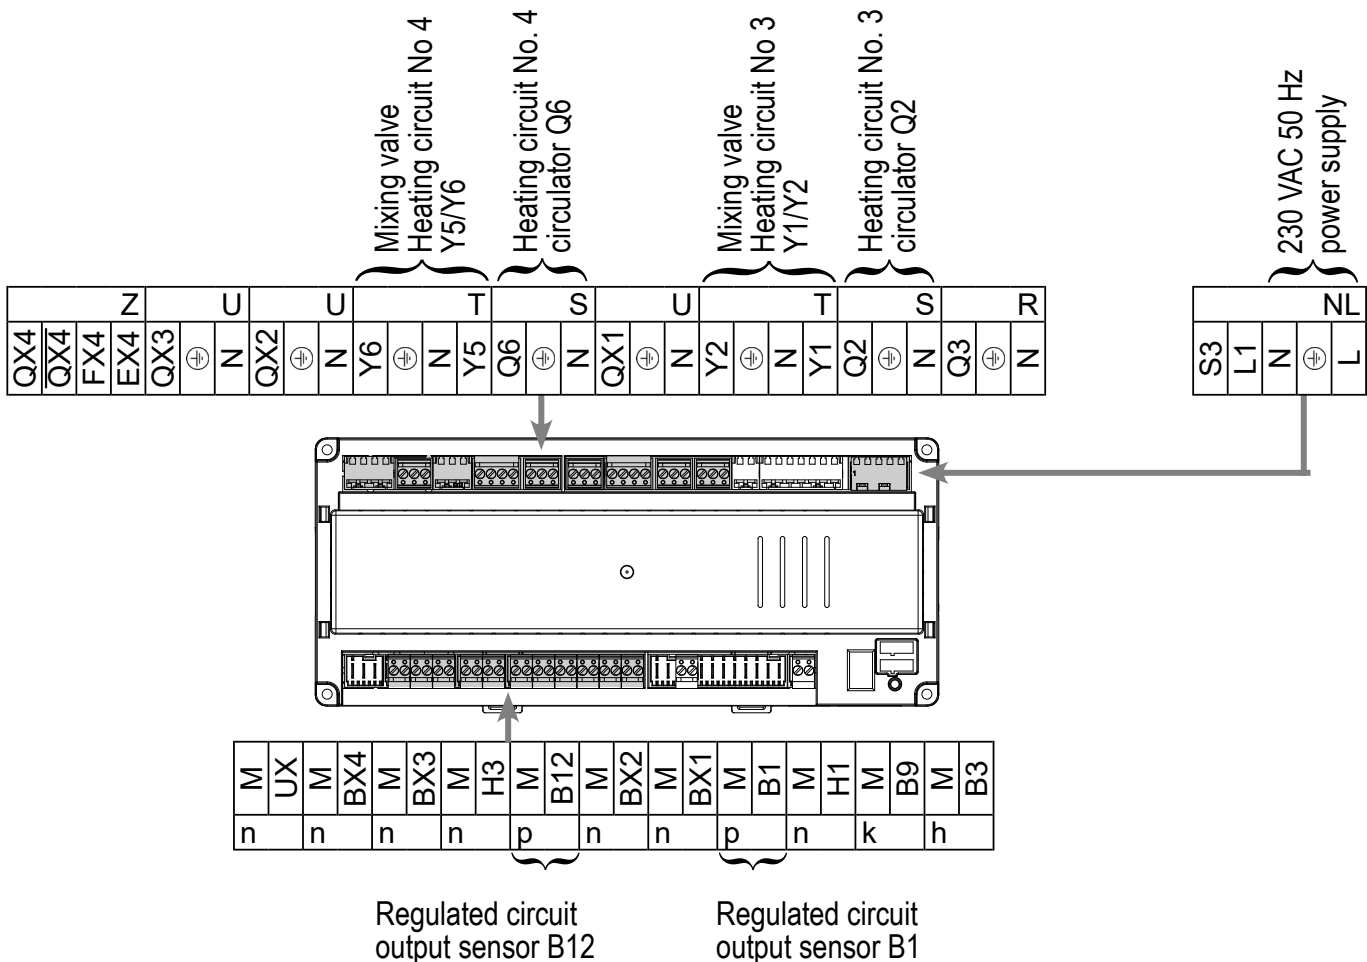 Mixing valve
Heating circuit No 4
Y5/Y6
Heating circuit No. 4
circulator Q6
Mixing valve
Heating circuit No 3
Y1/Y2
Heating circuit No. 3
circulator Q2
230 VAC 50 Hz
power supply
Z U U T S U T S R
QX4 QX4 FX4 EX4 QX3 N QX2 N Y6 N Y5 Q6 N QX1 N Y2 N Y1 Q2 N Q3 N
NL
S3 L1 N L
1
M UX M BX4 M BX3 M H3 M B12 M BX2 M BX1 M B1 M H1 M B9 M B3
n n n n p n n p n k h
Regulated circuit
output sensor B12
Regulated circuit
output sensor B1